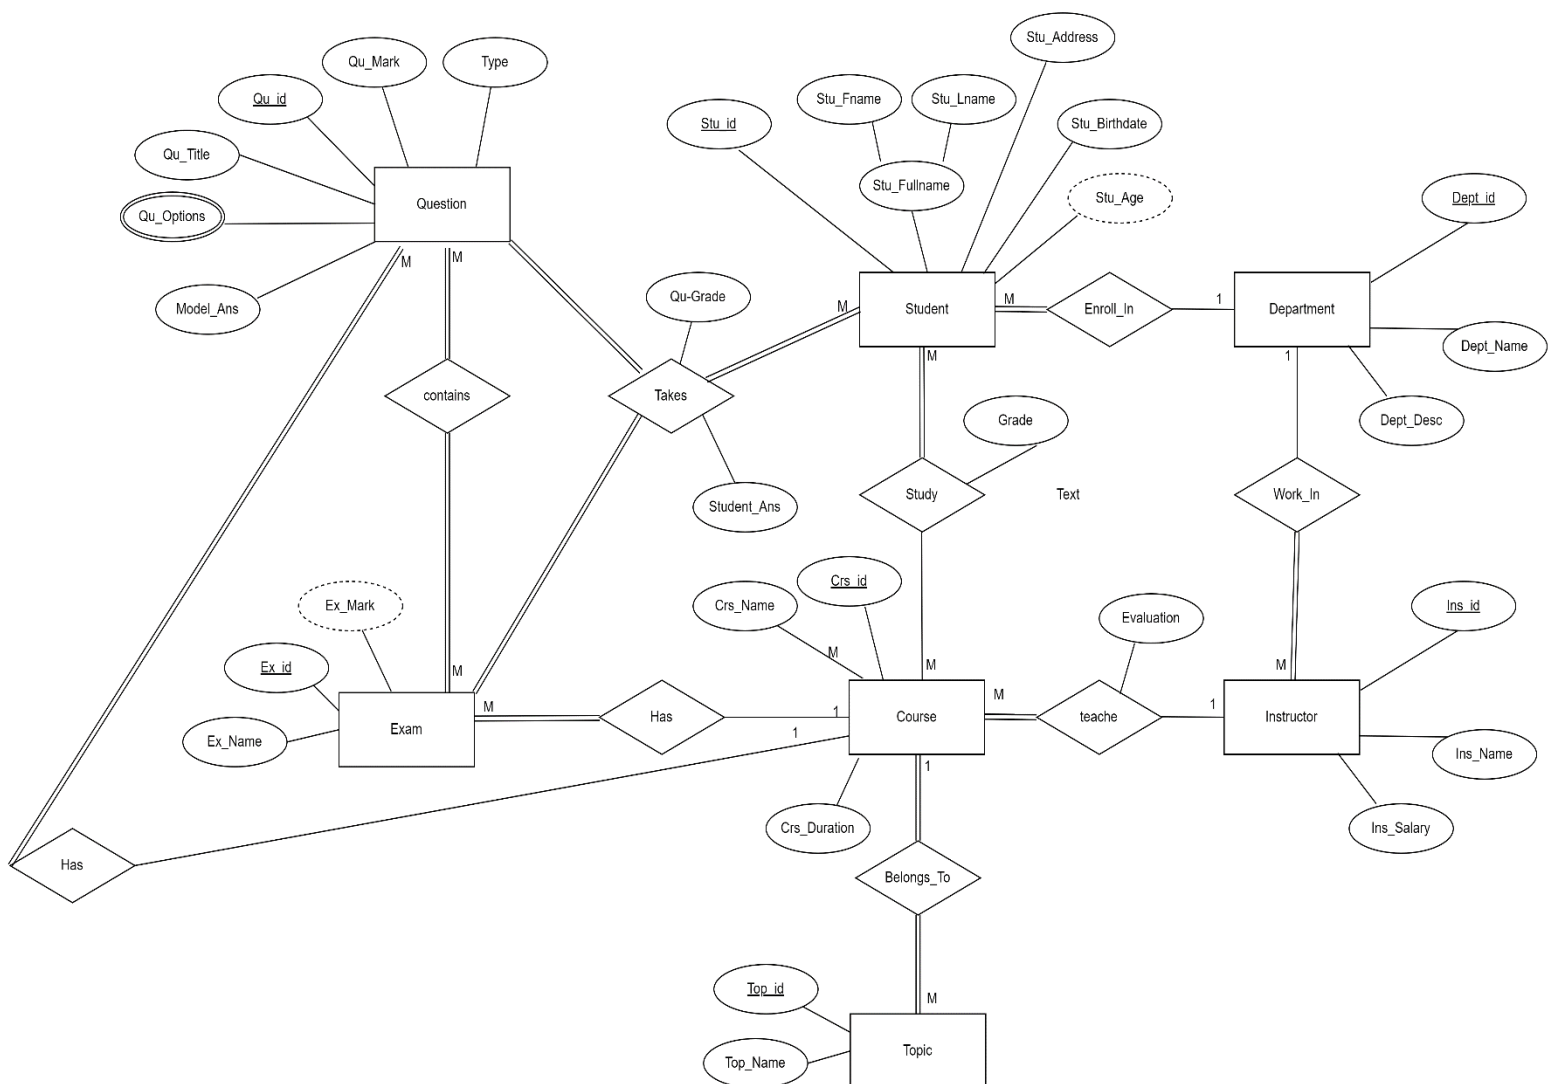 Stu_Address
Qu_Mark
Type
Qu_id
Stu_Fname
Stu_Lname
Stu_id
Stu_Birthdate
Qu_Title
Stu_Fullname
Stu_Age
Dept_id
Question
Qu_Options
M
M
Model_Ans
Qu-Grade
M
Student
M
Enroll_In
1
Department
Dept_Name
M
1
contains
Takes
Grade
Dept_Desc
Student_Ans
Study
Text
Work_In
Crs_id
Ex_Mark
Crs_Name
Evaluation
Ins_id
M
Ex_id
M
M
M
M
1
Has
Course
M
teache
1
Instructor
Exam
Ex_Name
1
Ins_Name
1
Crs_Duration
Ins_Salary
Has
Belongs_To
Top_id
M
Topic
Top_Name